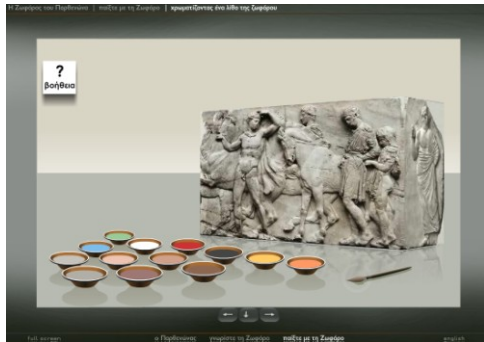 Η Ζωφόρος του Παρθενώνα | παίξτε με τη Ζωφόρο | χρωματίζοντας ένα λίθο της ζωφόρου
?
βοήθεια
full screen ο Παρθενώνας γνωρίστε τη Ζωφόρο παίξτε με τη Ζωφόρο english